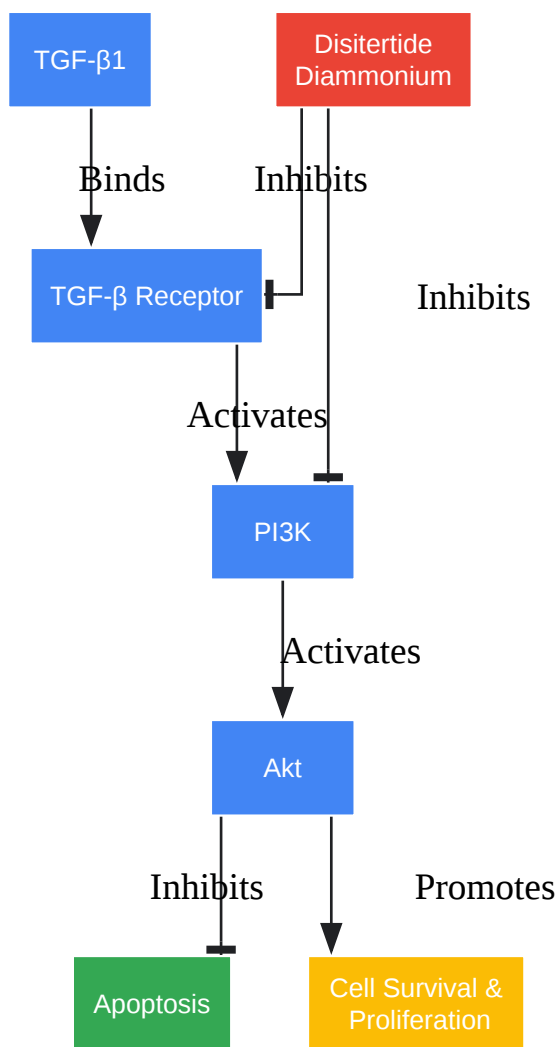 TGF-β1
Disitertide
Diammonium
Binds
Inhibits
TGF-β Receptor
Inhibits
Activates
PI3K
Activates
Akt
Inhibits
Promotes
Apoptosis
Cell Survival &
Proliferation